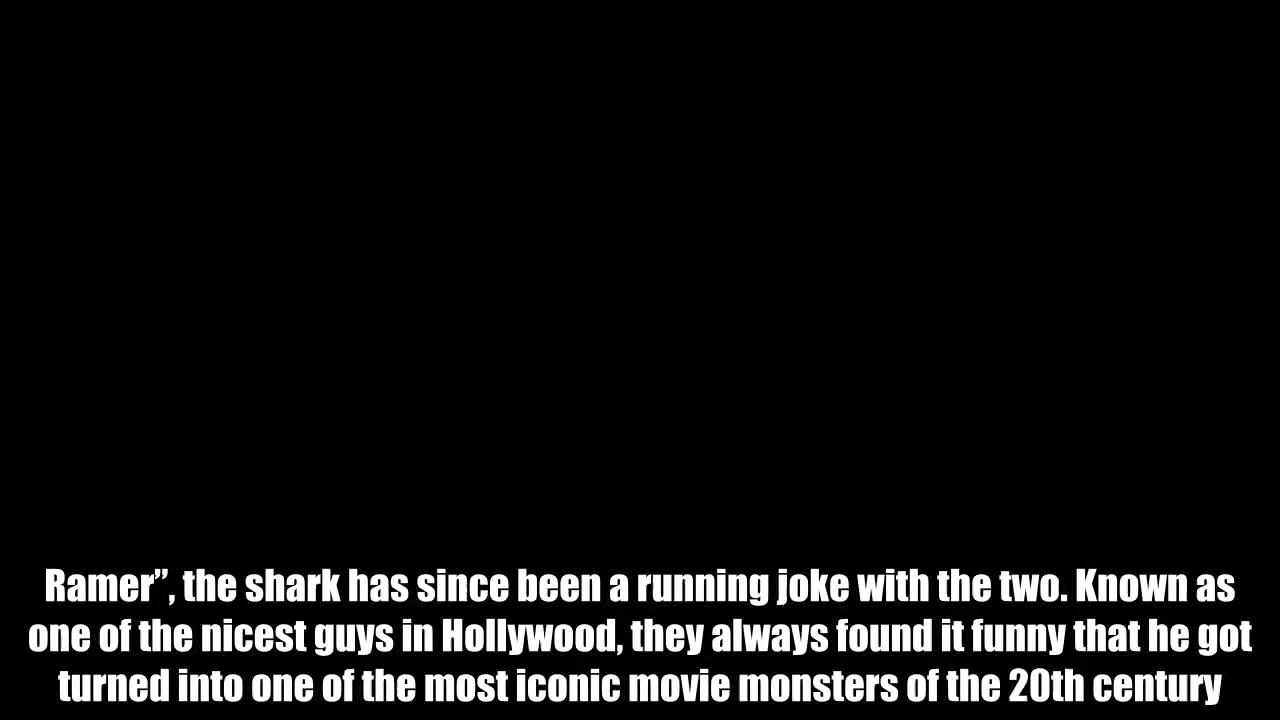 Ramer”, the shark has since been a running joke with the two. Known as
one of the nicest guys in Hollywood, they always found it funny that he got
turned into one of the most iconic movie monsters of the 20th century